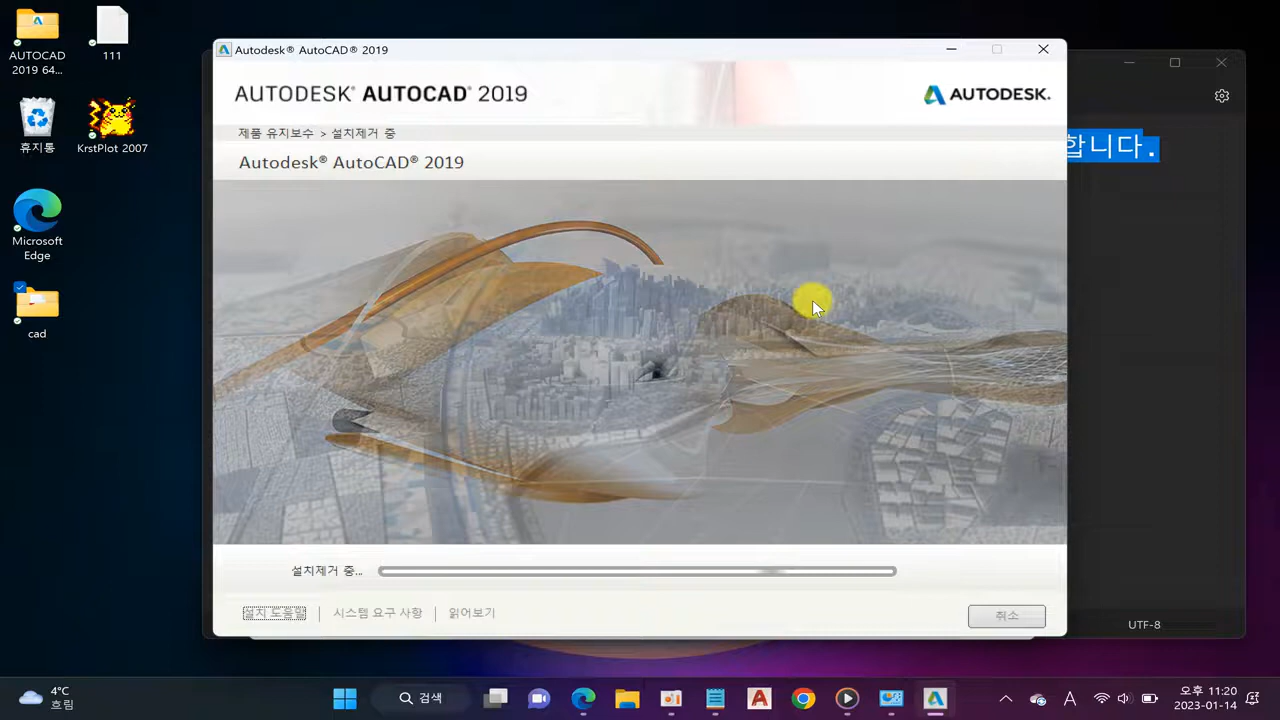 AUTOCAD
2019 64...
111
휴지통
KrstPlot 2007
Microsoft
Edge
cad
Autodesk® AutoCAD® 2019
AUTODESK® AUTOCAD® 2019
AUTODESK.
제품 유지보수 > 설치제거 중
Autodesk® AutoCAD® 2019
합니다.
설치제거 중...
설치 도움말
시스템 요구 사항
읽어보기
취소
UTF-8
4°C
흐림
검색
A
오후 11:20
2023-01-14